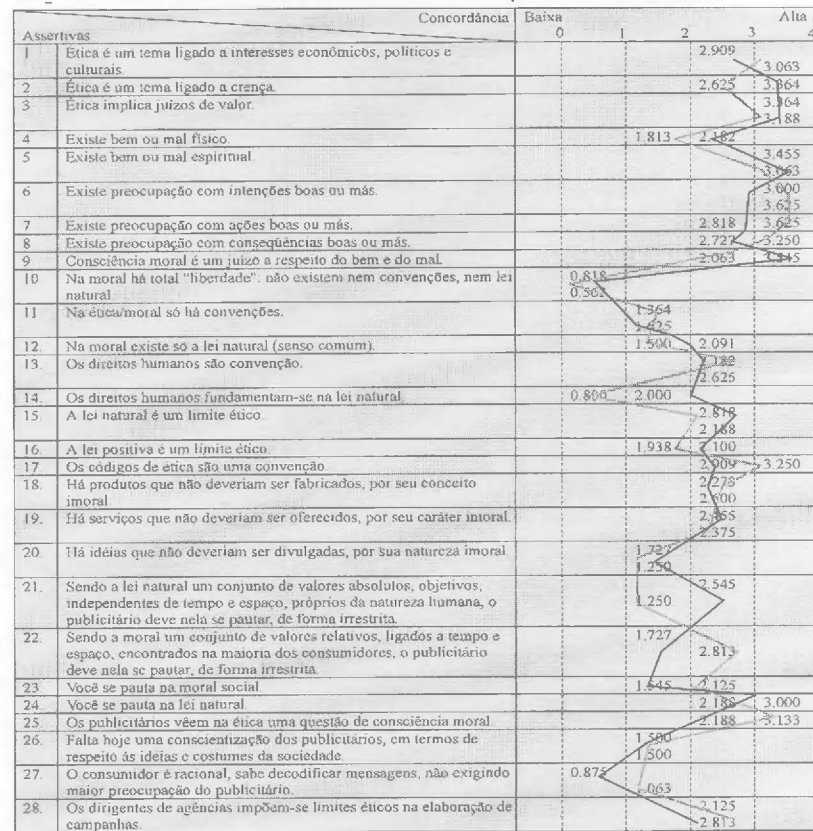 Concordância Baixa Alta
Assertivas 0 1 2 3 4
1 Ética é um tema ligado a interesses econômicos, políticos e 2.909
culturais. 3.063
2 Ética é um tema ligado a crença. 2,625 3.364
3 Ética implica juízos de valor. 3.364
3.188
4 Existe bem ou mal físico. 1.813 2.182
5 Existe bem ou mal espiritual. 3.455
3.063
6 Existe preocupação com intenções boas ou más. 3.000
3.625
7 Existe preocupação com ações boas ou más. 2.818 3.625
8 Existe preocupação com conseqüências boas ou más. 2.727 3.250
9 Consciência moral é um juízo a respeito do bem e do mal. 2.063
10 Na moral há total "liberdade": não existem nem convenções, nem lei 0.818
natural. 0.562
11 Na ética/moral só há convenções. 1.364
1.625
12. Na moral existe só a lei natural (senso comum). 1.500 2.091
13. Os direitos humanos são convenção. 2.182
2.625
14. Os direitos humanos fundamentam-se na lei natural. 0.800 2.000
15. A lei natural é um limite ético. 2.818
2.188
16. A lei positiva é um limite ético. 1.938 2.100
17. Os códigos de ética são uma convenção. 2.909 3.250
18. Há produtos que não deveriam ser fabricados, por seu conceito
imoral.
19. Há serviços que não deveriam ser oferecidos, por seu caráter imoral.
2.375
20. Há idéias que não deveriam ser divulgadas, por sua natureza imoral. 1.727
1.250
21. Sendo a lei natural um conjunto de valores absolutos, objetivos, 2.545
independentes de tempo e espaço, próprios da natureza humana, o 1.250
publicitário deve nela se pautar, de forma irrestrita.
22. Sendo a moral um conjunto de valores relativos, ligados a tempo e 1.727
espaço, encontrados na maioria dos consumidores, o publicitário 2.813
deve nela se pautar, de forma irrestrita.
23 Você se pauta na moral social. 1.545 2.125
24. Você se pauta na lei natural. 2.188 3.000
25. Os publicitários vêem na ética uma questão de consciência moral. 2.188 3.133
26. Falta hoje uma conscientização dos publicitários, em termos de 1.500
respeito às idéias e costumes da sociedade. 1.500
27. O consumidor é racional, sabe decodificar mensagens, não exigindo 0.875
maior preocupação do publicitário. .063
28. Os dirigentes de agências impõem-se limites éticos na elaboração de 2.125
campanhas. 2.813